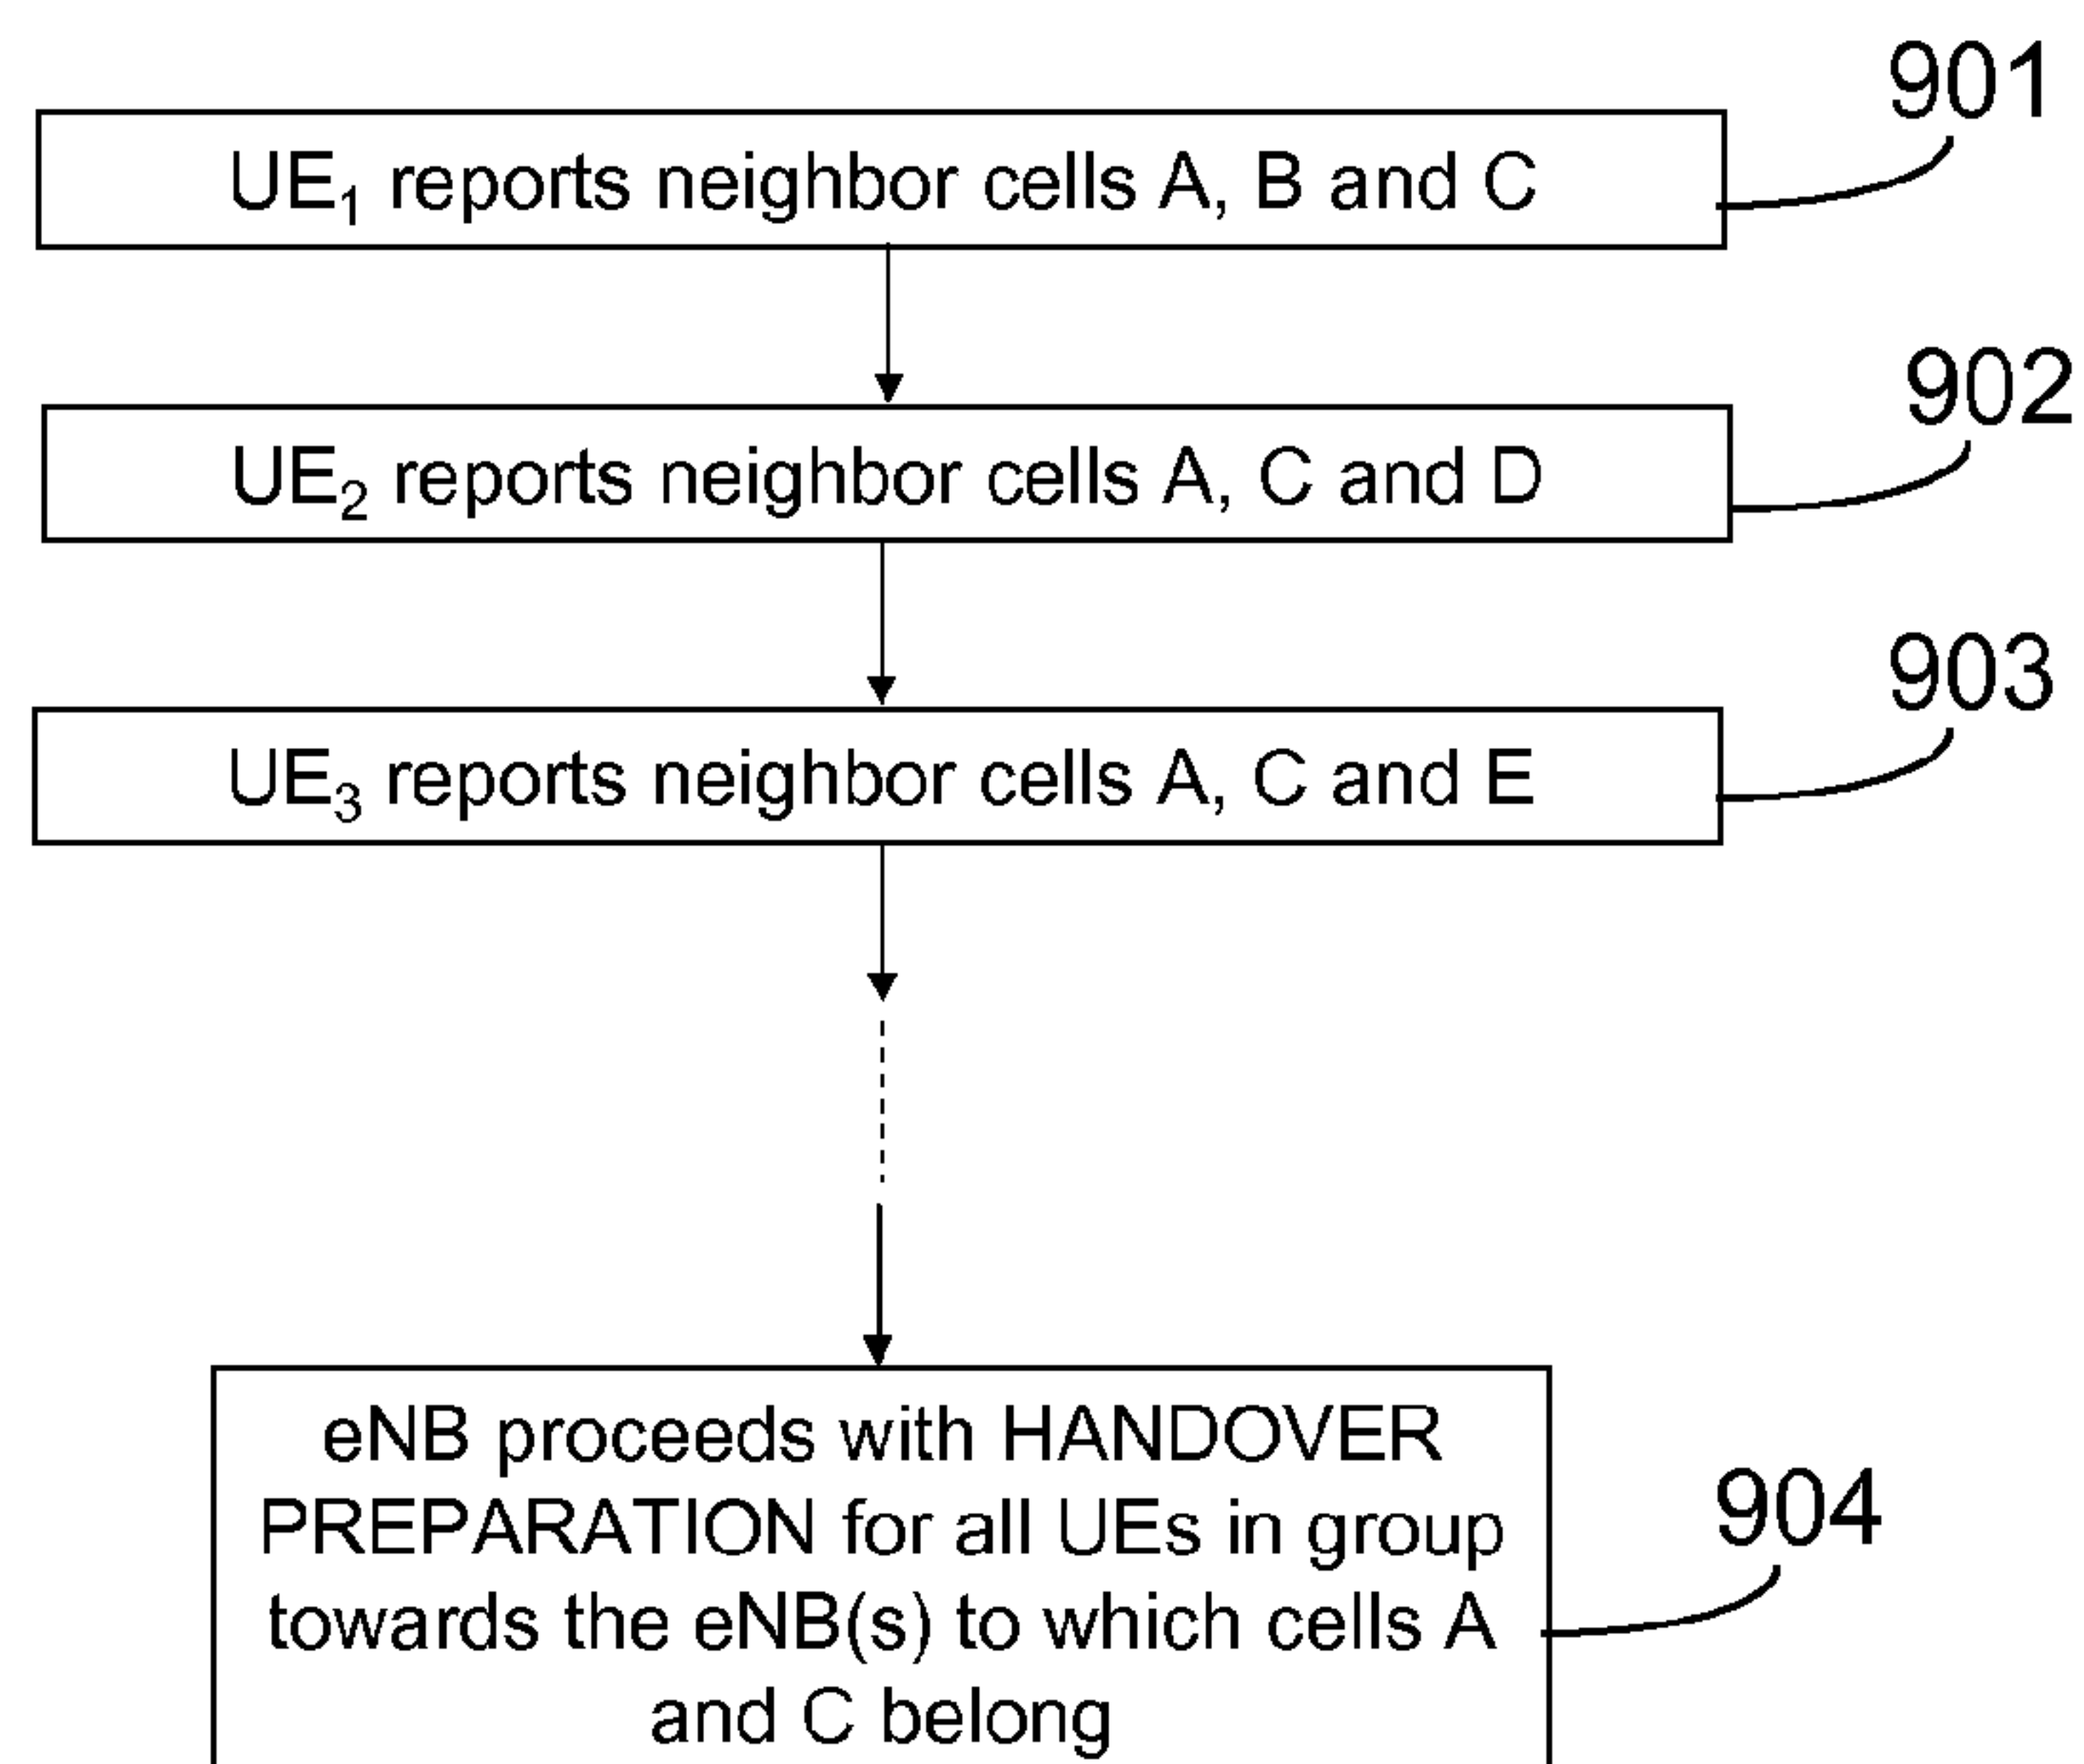 901
UE₁ reports neighbor cells A, B and C
902
UE₂ reports neighbor cells A, C and D
903
UE₃ reports neighbor cells A, C and E
eNB proceeds with HANDOVER
PREPARATION for all UEs in group
904
towards the eNB(s) to which cells A
and C belong